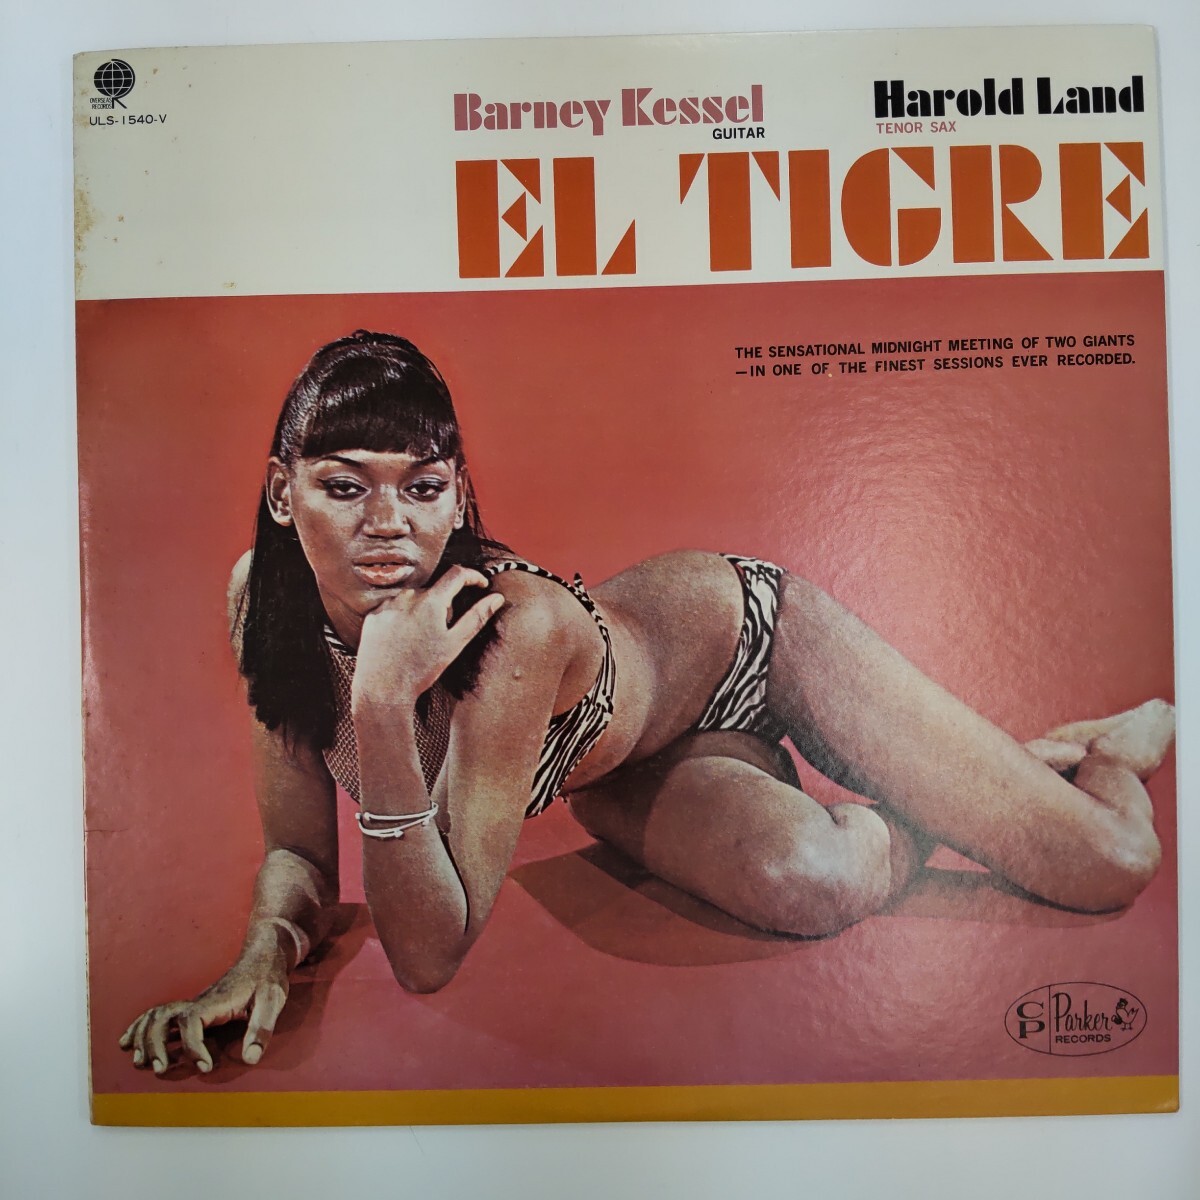 OVERSEAS
RECORDS
ULS-1540-V
Barney Kessel
GUITAR
Harold Land
TENOR SAX
EL TIGRE
THE SENSATIONAL MIDNIGHT MEETING OF TWO GIANTS
—IN ONE OF THE FINEST SESSIONS EVER RECORDED.
CP
Parker
RECORDS